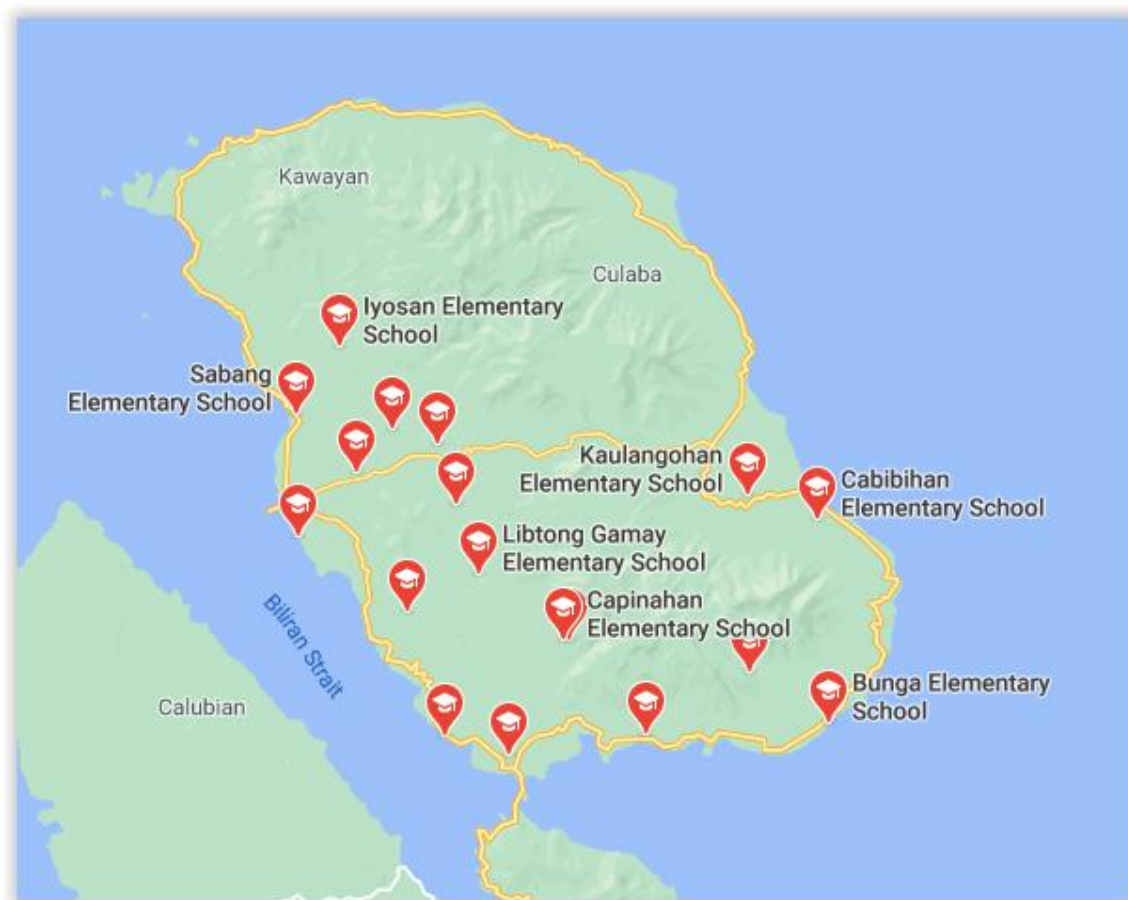 Kawayan
Culaba
Iyosan Elementary
School
Sabang
Elementary School
Kaulangohan
Elementary School
Cabibihan
Elementary School
Libtong Gamay
Elementary School
Biliran Strait
Capinahan
Elementary School
Calubian
Bunga Elementary
School